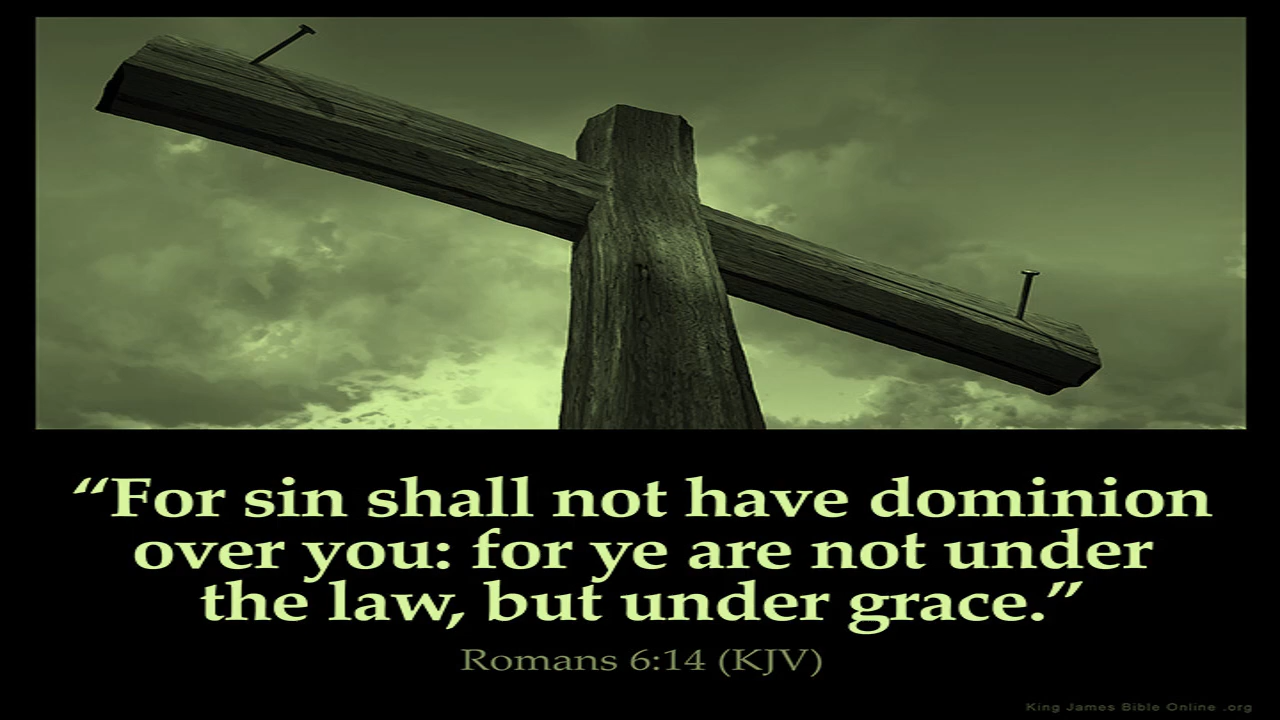 “For sin shall not have dominion
over you: for ye are not under
the law, but under grace.”
Romans 6:14 (KJV)
King James Bible Online .org